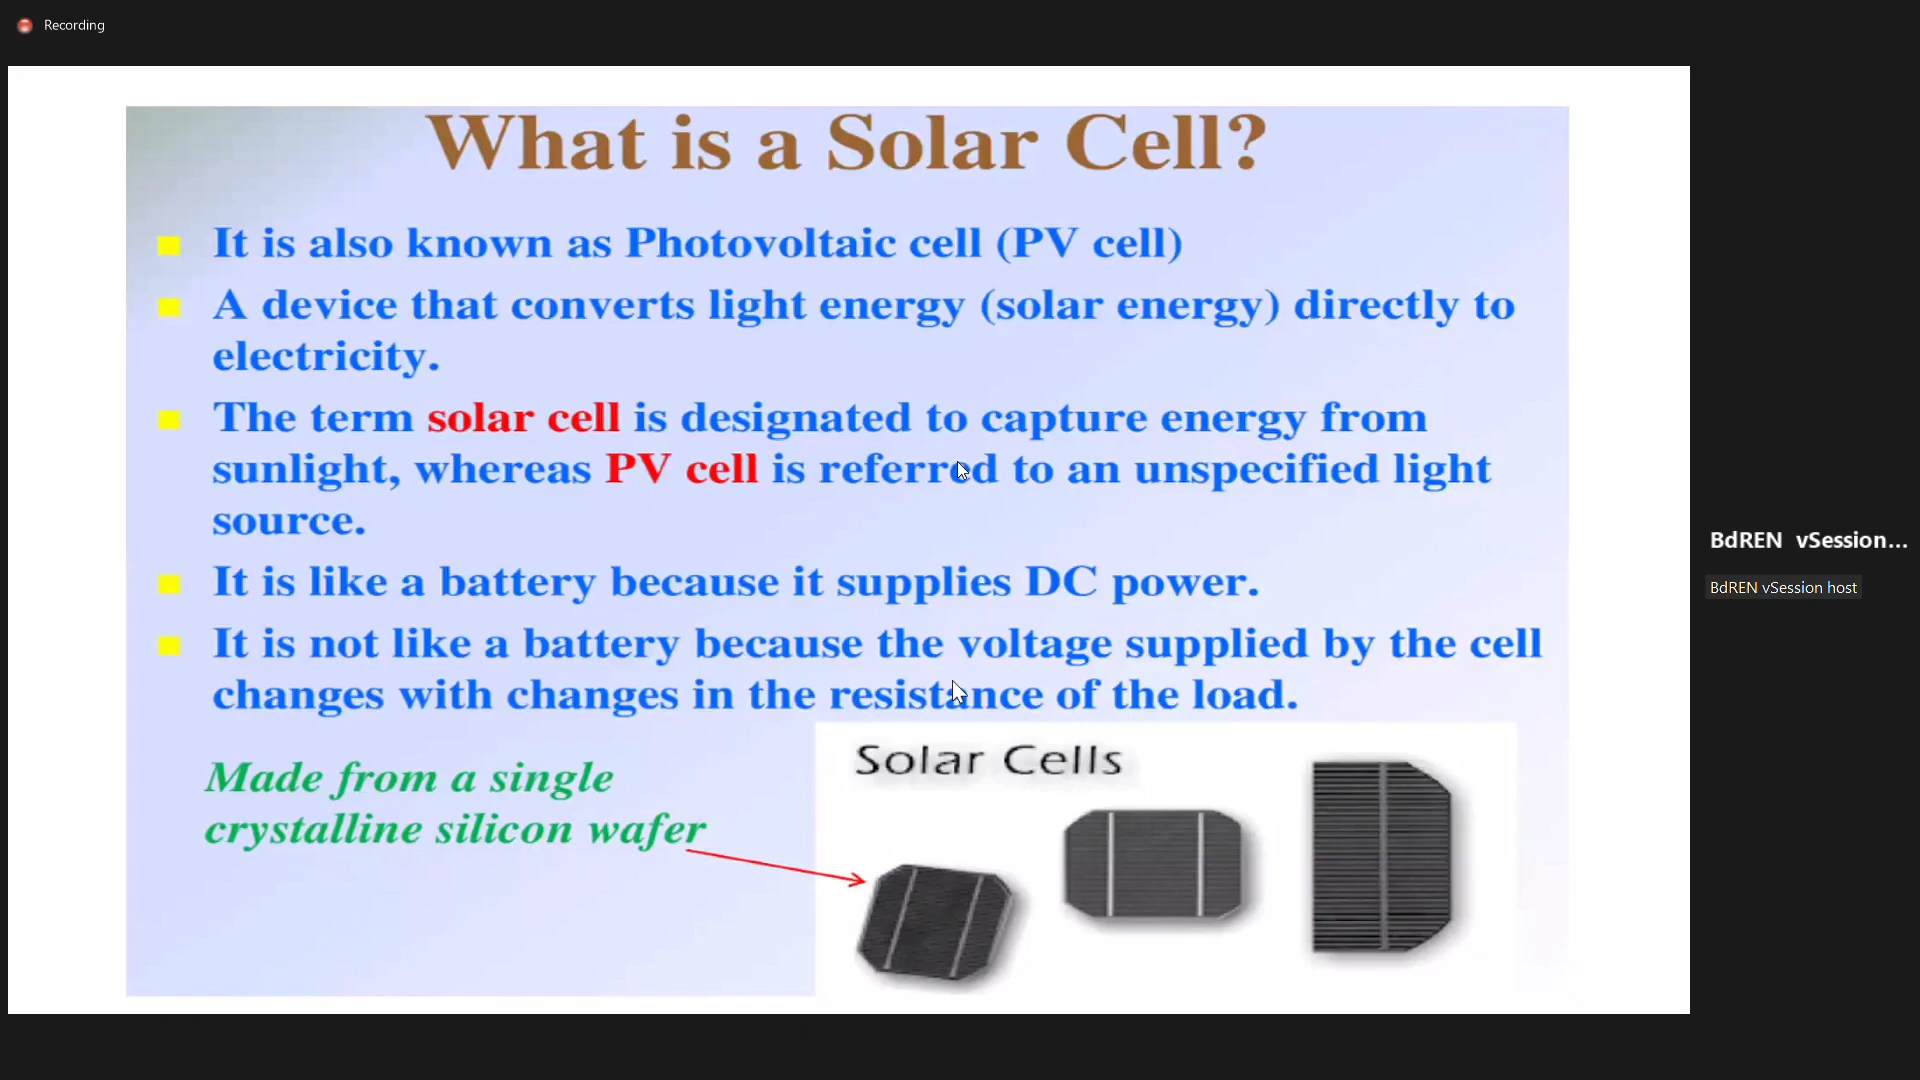 Recording
What is a Solar Cell?
It is also known as Photovoltaic cell (PV cell)
A device that converts light energy (solar energy) directly to
electricity.
The term solar cell is designated to capture energy from
sunlight, whereas PV cell is referred to an unspecified light
source.
It is like a battery because it supplies DC power.
It is not like a battery because the voltage supplied by the cell
changes with changes in the resistance of the load.
Made from a single
crystalline silicon wafer
Solar Cells
BdREN vSession...
BdREN vSession host